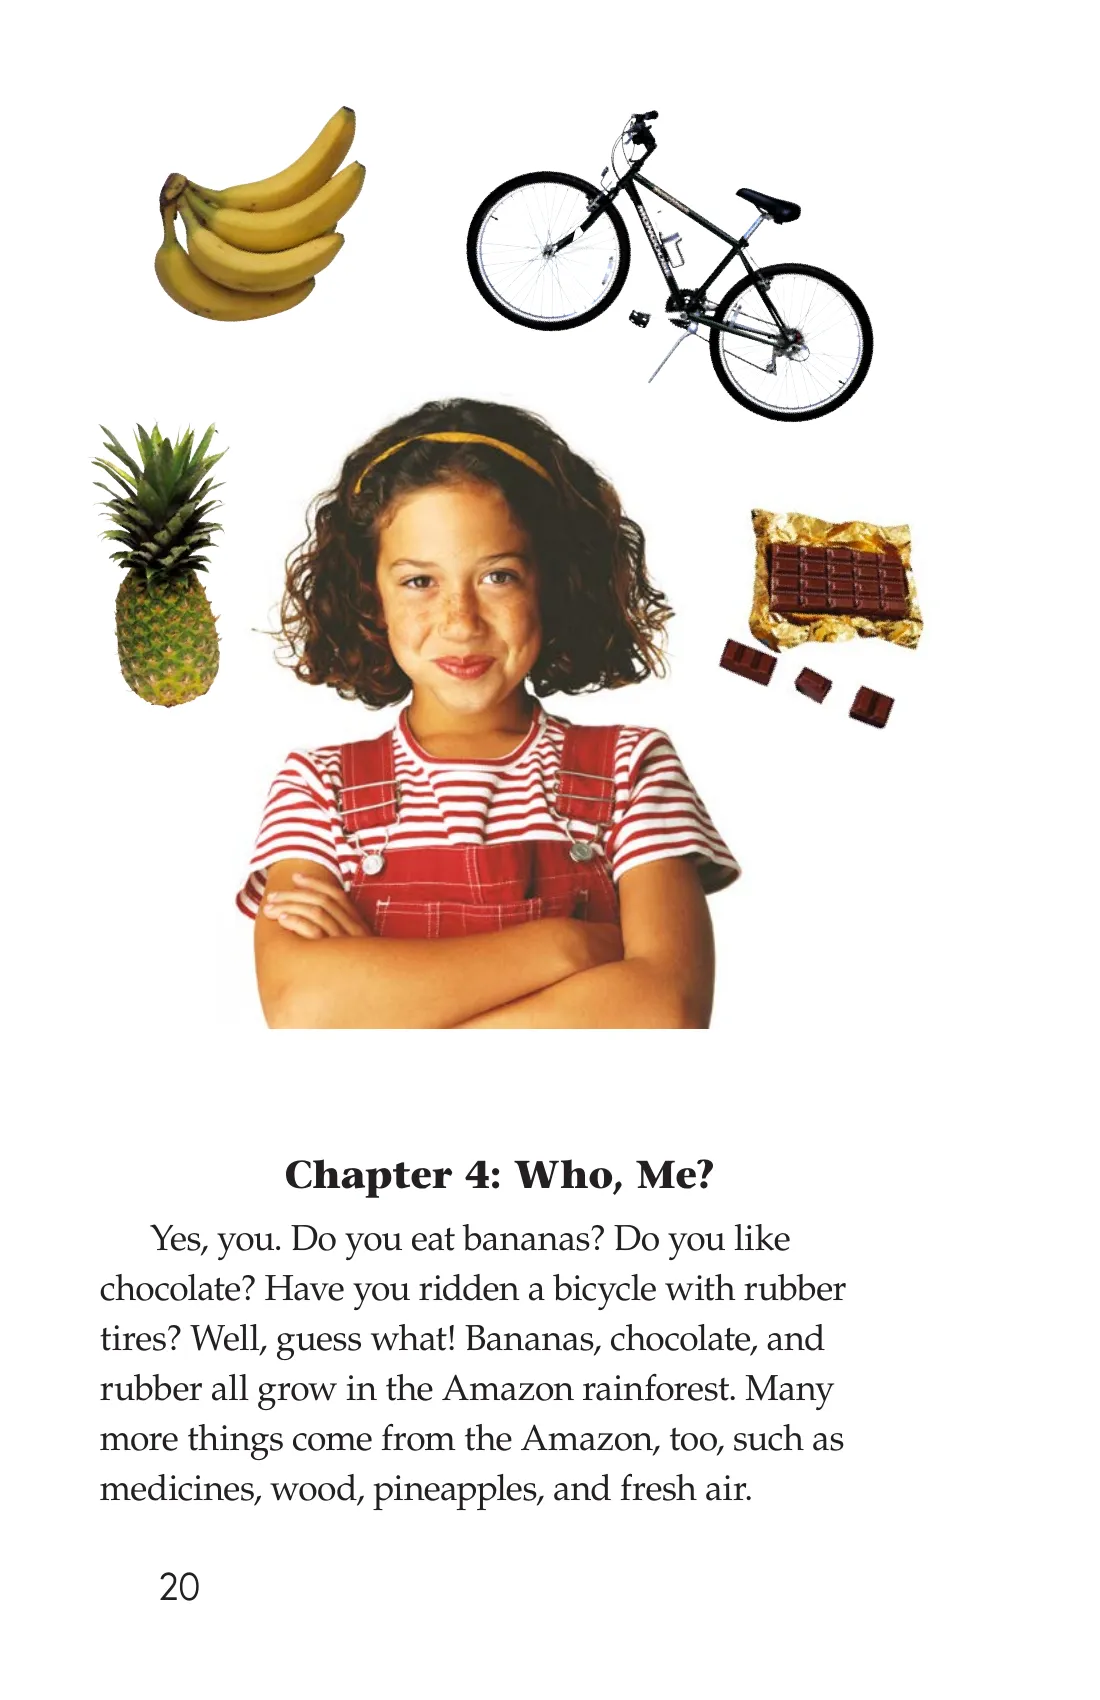 Chapter 4: Who, Me?
Yes, you. Do you eat bananas? Do you like
chocolate? Have you ridden a bicycle with rubber
tires? Well, guess what! Bananas, chocolate, and
rubber all grow in the Amazon rainforest. Many
more things come from the Amazon, too, such as
medicines, wood, pineapples, and fresh air.
20